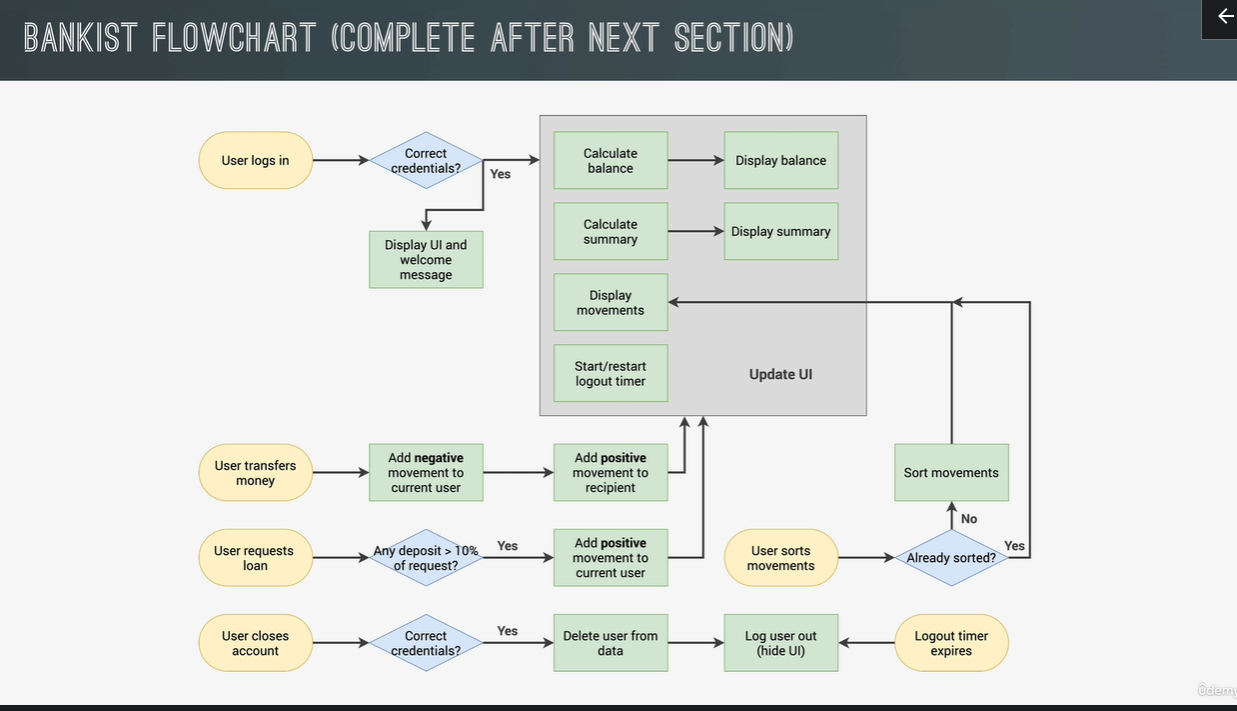 BANKIST FLOWCHART (COMPLETE AFTER NEXT SECTION)
User logs in
Correct
credentials?
Yes
Display UI and
welcome
message
Calculate
balance
Display balance
Calculate
summary
Display summary
Display
movements
Start/restart
logout timer
Update UI
User transfers
money
Add negative
movement to
current user
Add positive
movement to
recipient
User requests
loan
Any deposit > 10%
of request?
Yes
Add positive
movement to
current user
User sorts
movements
Already sorted?
No
Yes
Sort movements
User closes
account
Correct
credentials?
Yes
Delete user from
data
Log user out
(hide UI)
Logout timer
expires
ûdemy